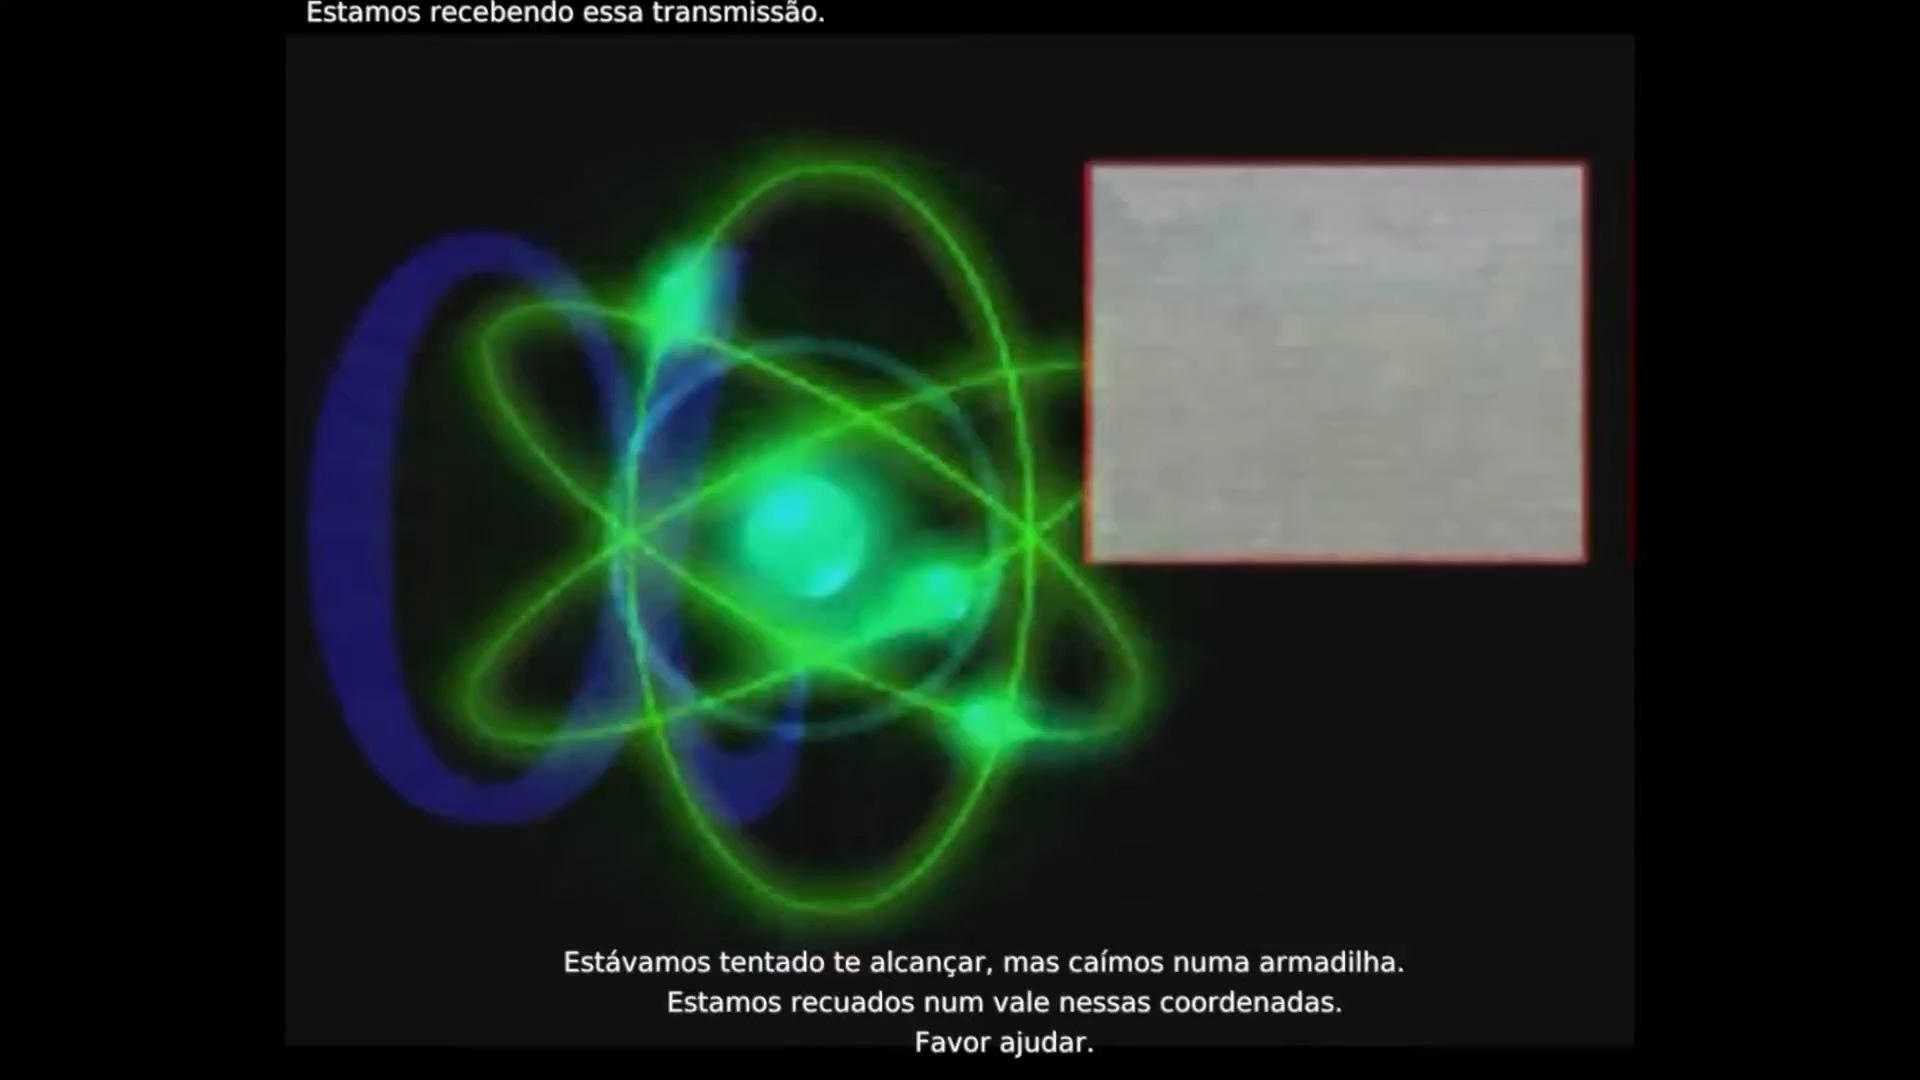 Estamos recebendo essa transmissão.
Estávamos tentado te alcançar, mas caímos numa armadilha.
Estamos recuados num vale nessas coordenadas.
Favor ajudar.